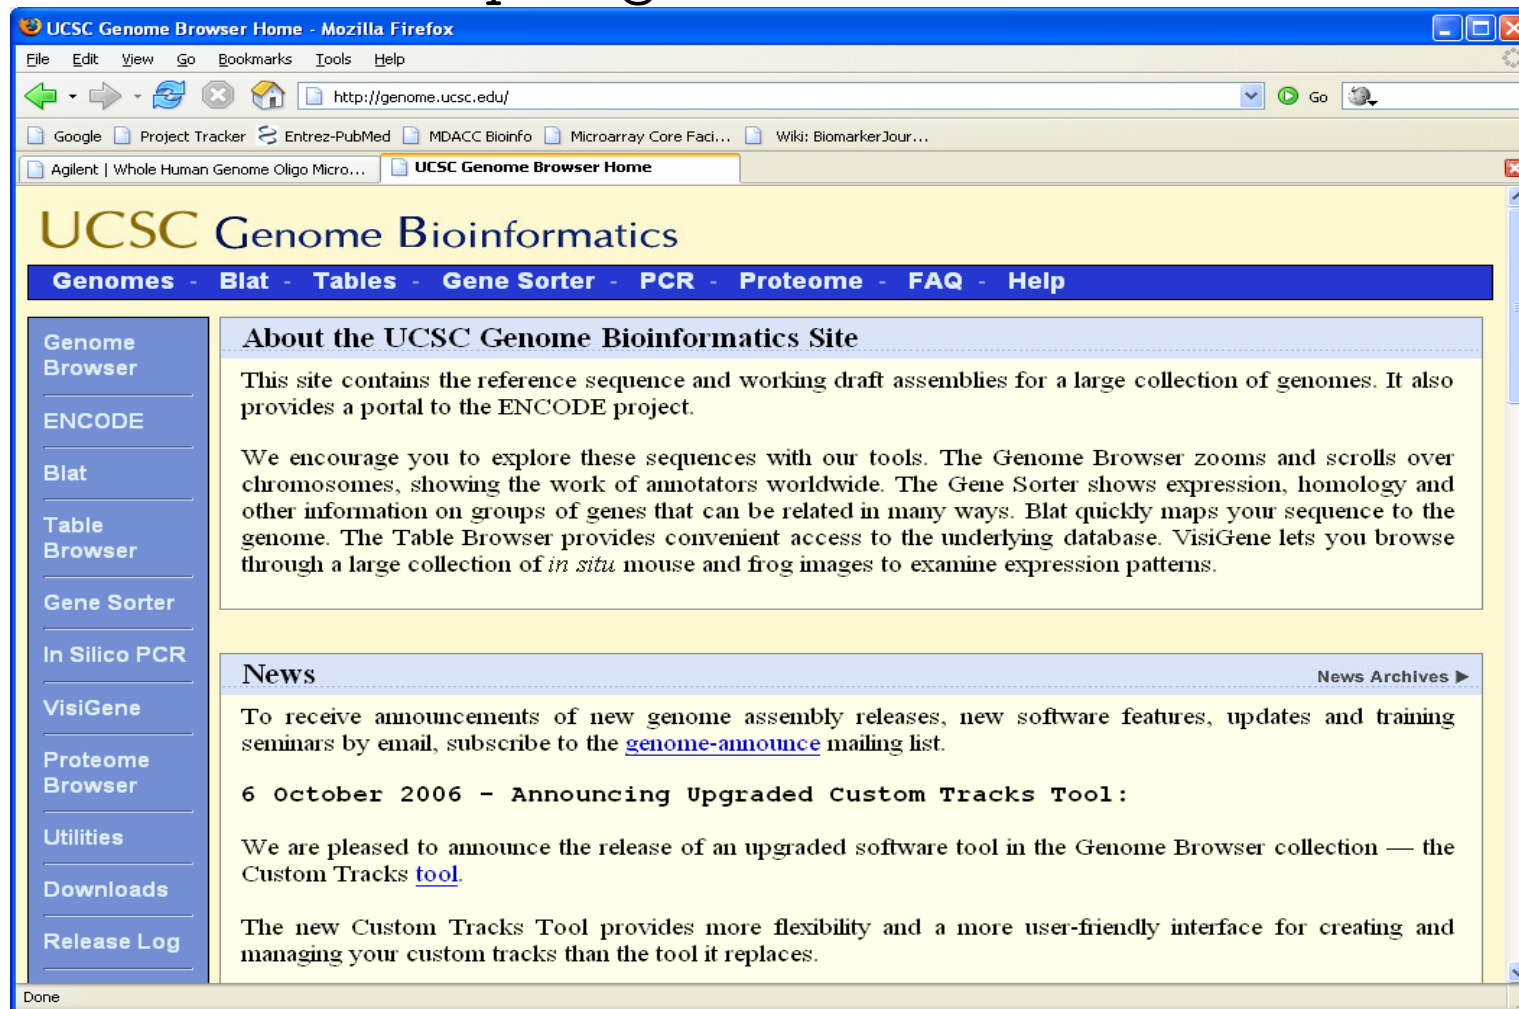 UCSC Genome Browser Home - Mozilla Firefox
File Edit View Go Bookmarks Tools Help
http://genome.ucsc.edu/ Go
Google Project Tracker Entrez-PubMed MDACC Bioinfo Microarray Core Faci... Wiki: BiomarkerJour...
Agilent | Whole Human Genome Oligo Micro... UCSC Genome Browser Home
UCSC Genome Bioinformatics
Genomes - Blat - Tables - Gene Sorter - PCR - Proteome - FAQ - Help
Genome
Browser
ENCODE
Blat
Table
Browser
Gene Sorter
In Silico PCR
VisiGene
Proteome
Browser
Utilities
Downloads
Release Log
About the UCSC Genome Bioinformatics Site
This site contains the reference sequence and working draft assemblies for a large collection of genomes. It also
provides a portal to the ENCODE project.
We encourage you to explore these sequences with our tools. The Genome Browser zooms and scrolls over
chromosomes, showing the work of annotators worldwide. The Gene Sorter shows expression, homology and
other information on groups of genes that can be related in many ways. Blat quickly maps your sequence to the
genome. The Table Browser provides convenient access to the underlying database. VisiGene lets you browse
through a large collection of in situ mouse and frog images to examine expression patterns.
News
News Archives ▶
To receive announcements of new genome assembly releases, new software features, updates and training
seminars by email, subscribe to the genome-announce mailing list.
6 October 2006 - Announcing Upgraded Custom Tracks Tool:
We are pleased to announce the release of an upgraded software tool in the Genome Browser collection — the
Custom Tracks tool.
The new Custom Tracks Tool provides more flexibility and a more user-friendly interface for creating and
managing your custom tracks than the tool it replaces.
Done